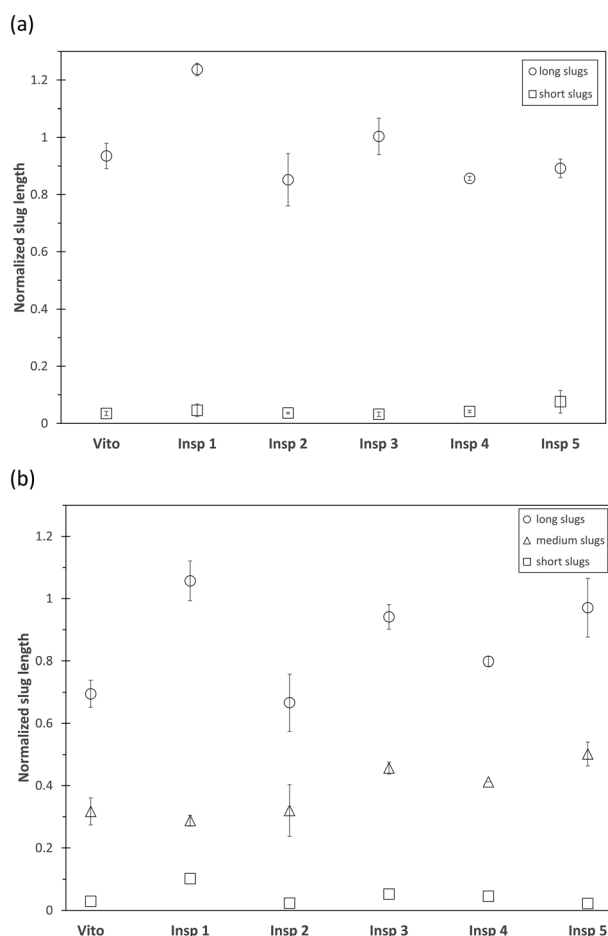 (a)
Normalized slug length
1.2
1
0.8
0.6
0.4
0.2
0
long slugs
short slugs
Vito Insp 1 Insp 2 Insp 3 Insp 4 Insp 5
(b)
Normalized slug length
1.2
1
0.8
0.6
0.4
0.2
0
long slugs
medium slugs
short slugs
Vito Insp 1 Insp 2 Insp 3 Insp 4 Insp 5